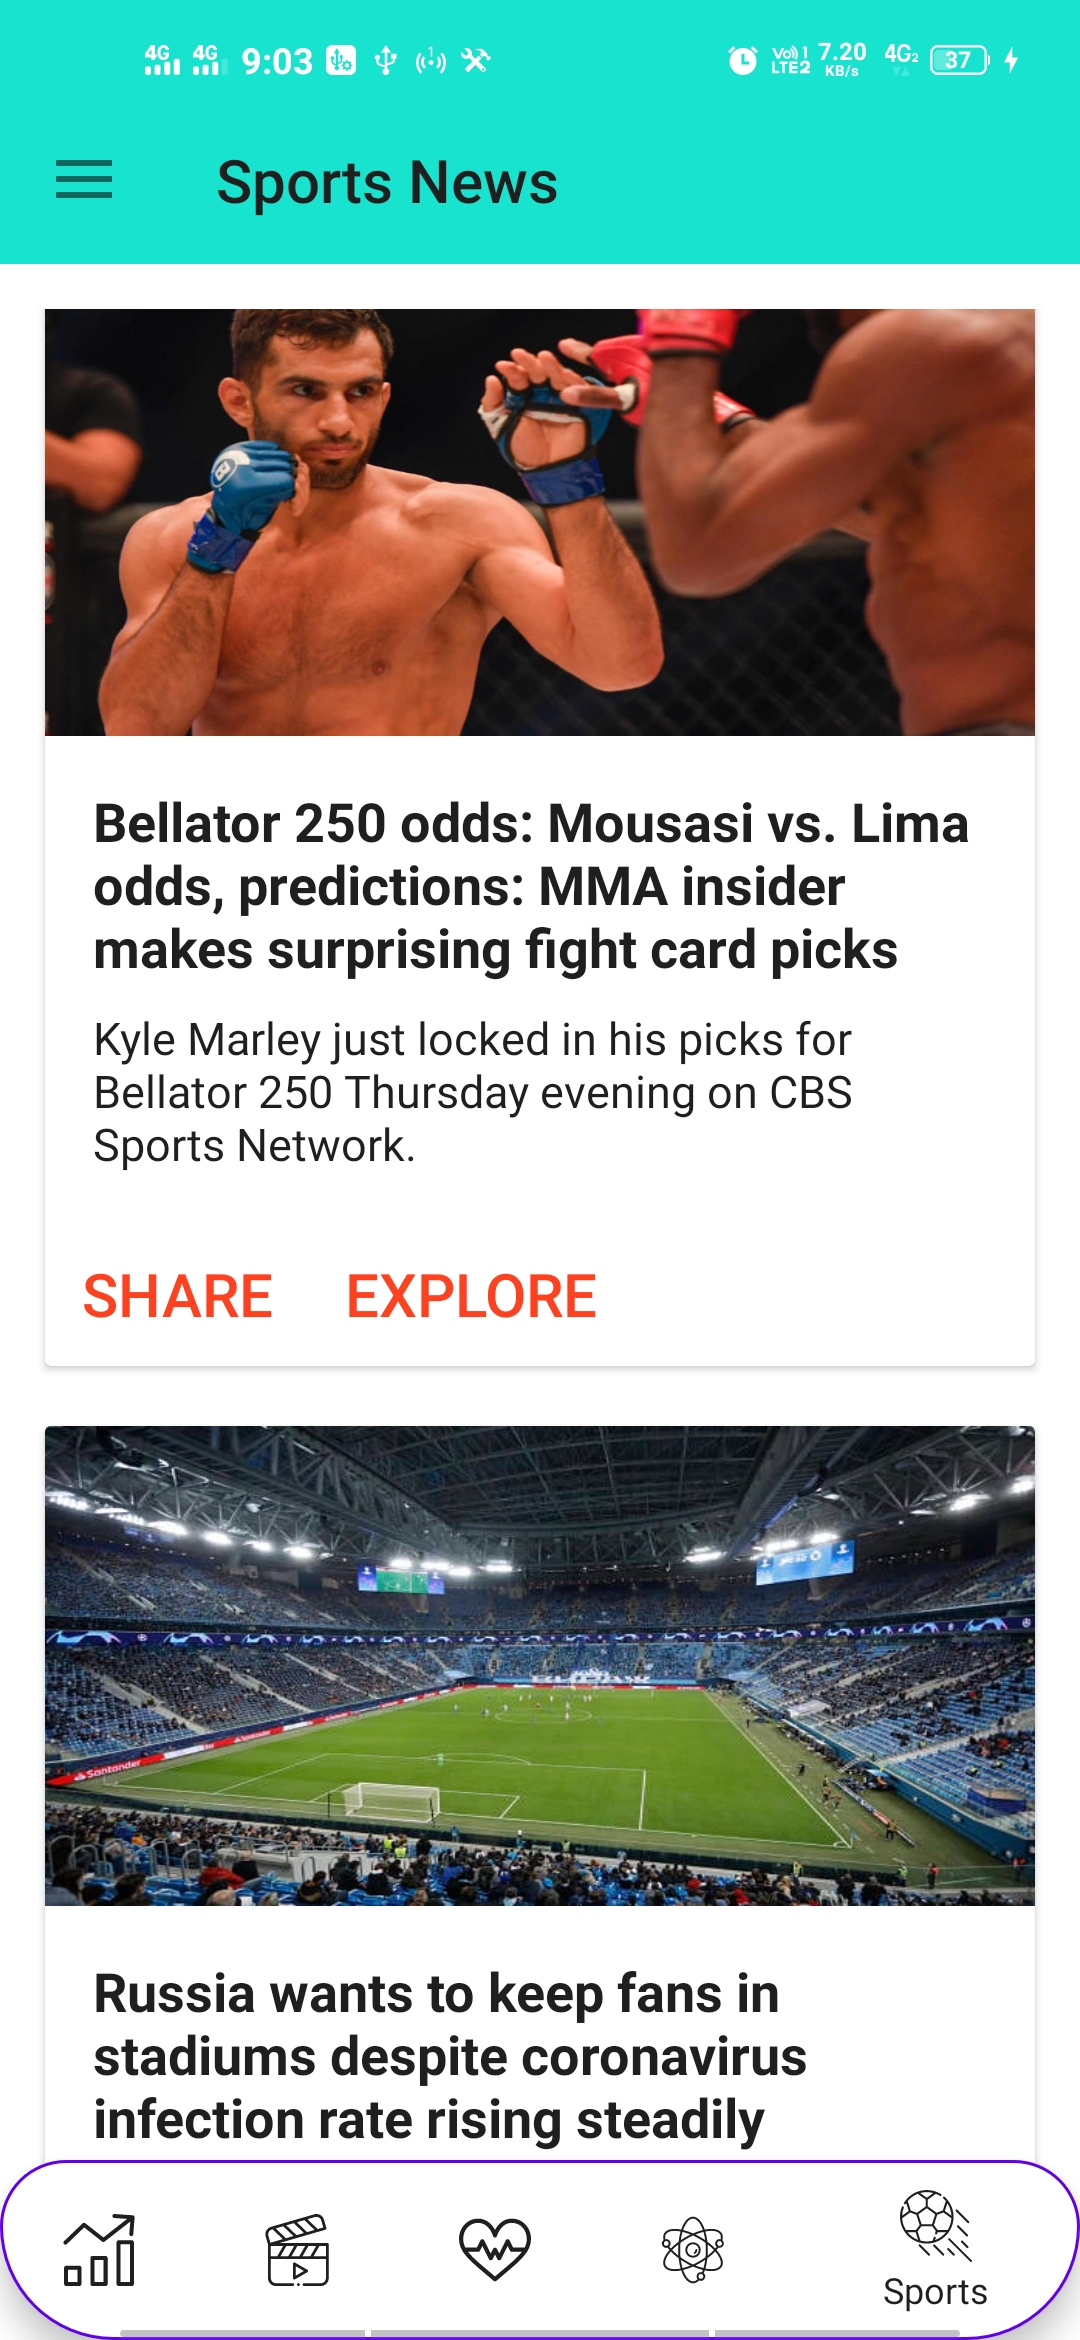 4G 4G 9:03 Vo)) 1 LTE2 7.20 KB/s 4G2 37
Sports News
Bellator 250 odds: Mousasi vs. Lima
odds, predictions: MMA insider
makes surprising fight card picks
Kyle Marley just locked in his picks for
Bellator 250 Thursday evening on CBS
Sports Network.
SHARE EXPLORE
Santander
Russia wants to keep fans in
stadiums despite coronavirus
infection rate rising steadily
Sports